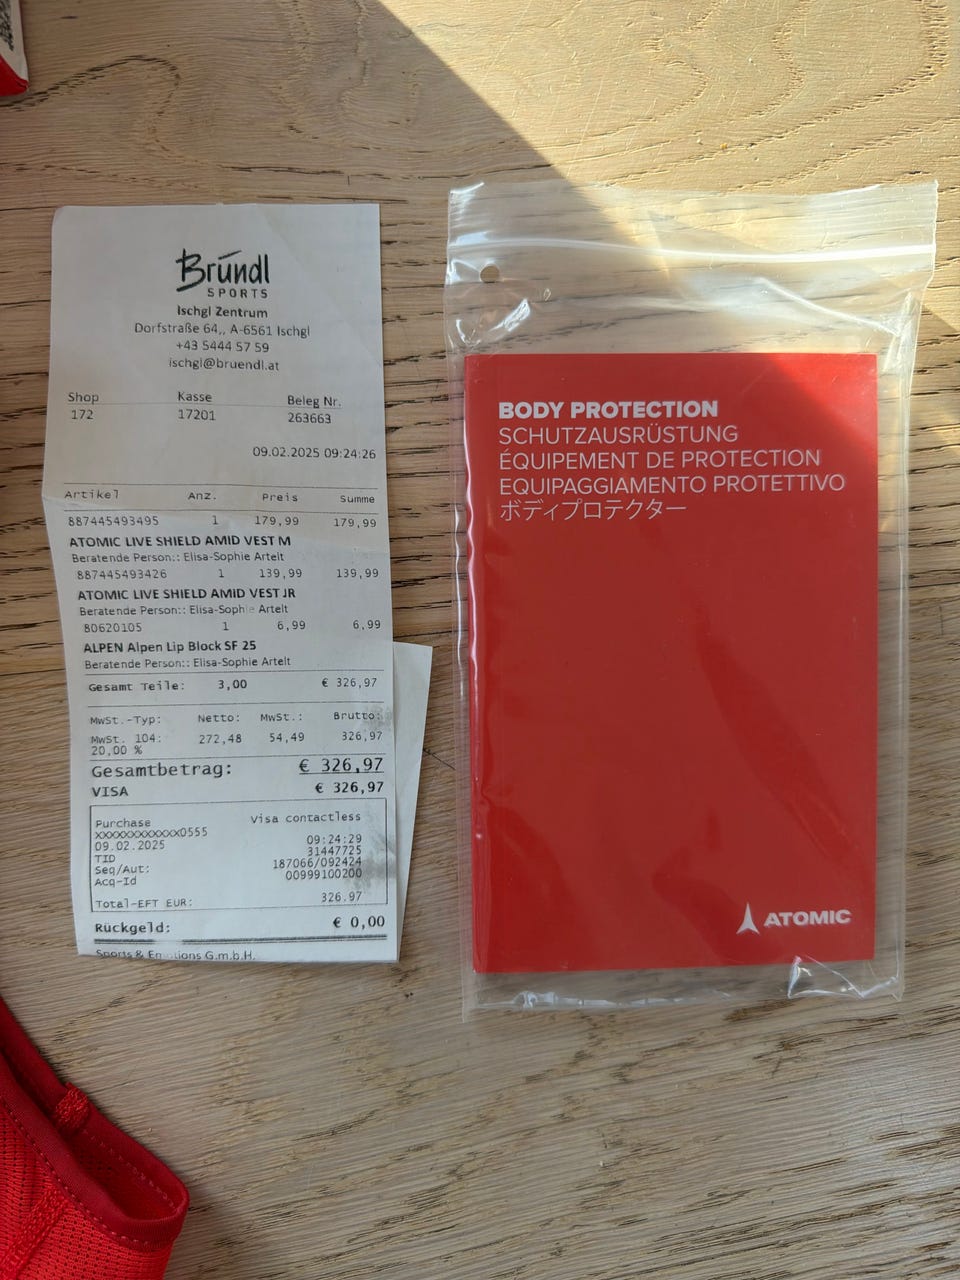 Bründl
SPORTS
Ischgl Zentrum
Dorfstraße 64,, A-6561 Ischgl
+43 5444 57 59
ischgl@bruendl.at
Shop Kasse Beleg Nr.
172 17201 263663
09.02.2025 09:24:26
Artikel Anz. Preis Summe
887445493495 1 179,99 179,99
ATOMIC LIVE SHIELD AMID VEST M
Beratende Person:: Elisa-Sophie Artelt
887445493426 1 139,99 139,99
ATOMIC LIVE SHIELD AMID VEST JR
Beratende Person:: Elisa-Sophie Artelt
80620105 1 6,99 6,99
ALPEN Alpen Lip Block SF 25
Beratende Person:: Elisa-Sophie Artelt
Gesamt Teile: 3,00 € 326,97
MwSt.-Typ: Netto: MwSt.: Brutto:
MwSt. 104: 272,48 54,49 326,97
20,00 %
Gesamtbetrag: € 326,97
VISA € 326,97
Purchase Visa contactless
XXXXXXXXXXXX0555
09.02.2025 09:24:29
TID 31447725
Seq/Aut: 187066/092424
Acq-Id 00999100200
Total-EFT EUR: 326.97
Rückgeld: € 0,00
Sports & Emotions G.m.b.H.
BODY PROTECTION
SCHUTZAUSRÜSTUNG
ÉQUIPEMENT DE PROTECTION
EQUIPAGGIAMENTO PROTETTIVO
ボディプロテクター
ATOMIC